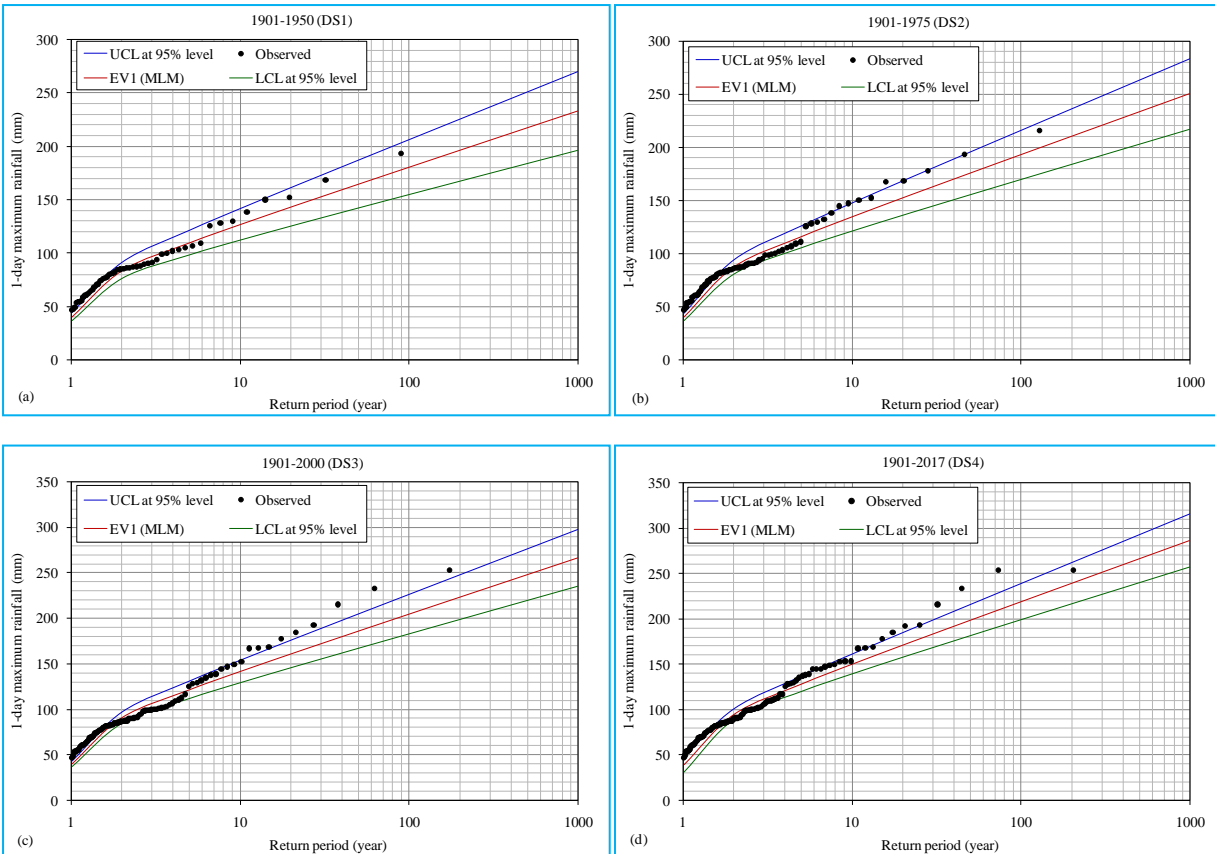 1901-1950 (DS1)
300
250
200
150
100
50
0
1-day maximum rainfall (mm)
UCL at 95% level
Observed
EV1 (MLM)
LCL at 95% level
1
10
100
1000
Return period (year)
(a)
1901-1975 (DS2)
300
250
200
150
100
50
0
1-day maximum rainfall (mm)
UCL at 95% level
Observed
EV1 (MLM)
LCL at 95% level
1
10
100
1000
Return period (year)
(b)
1901-2000 (DS3)
350
300
250
200
150
100
50
0
1-day maximum rainfall (mm)
UCL at 95% level
Observed
EV1 (MLM)
LCL at 95% level
1
10
100
1000
Return period (year)
(c)
1901-2017 (DS4)
350
300
250
200
150
100
50
0
1-day maximum rainfall (mm)
UCL at 95% level
Observed
EV1 (MLM)
LCL at 95% level
1
10
100
1000
Return period (year)
(d)